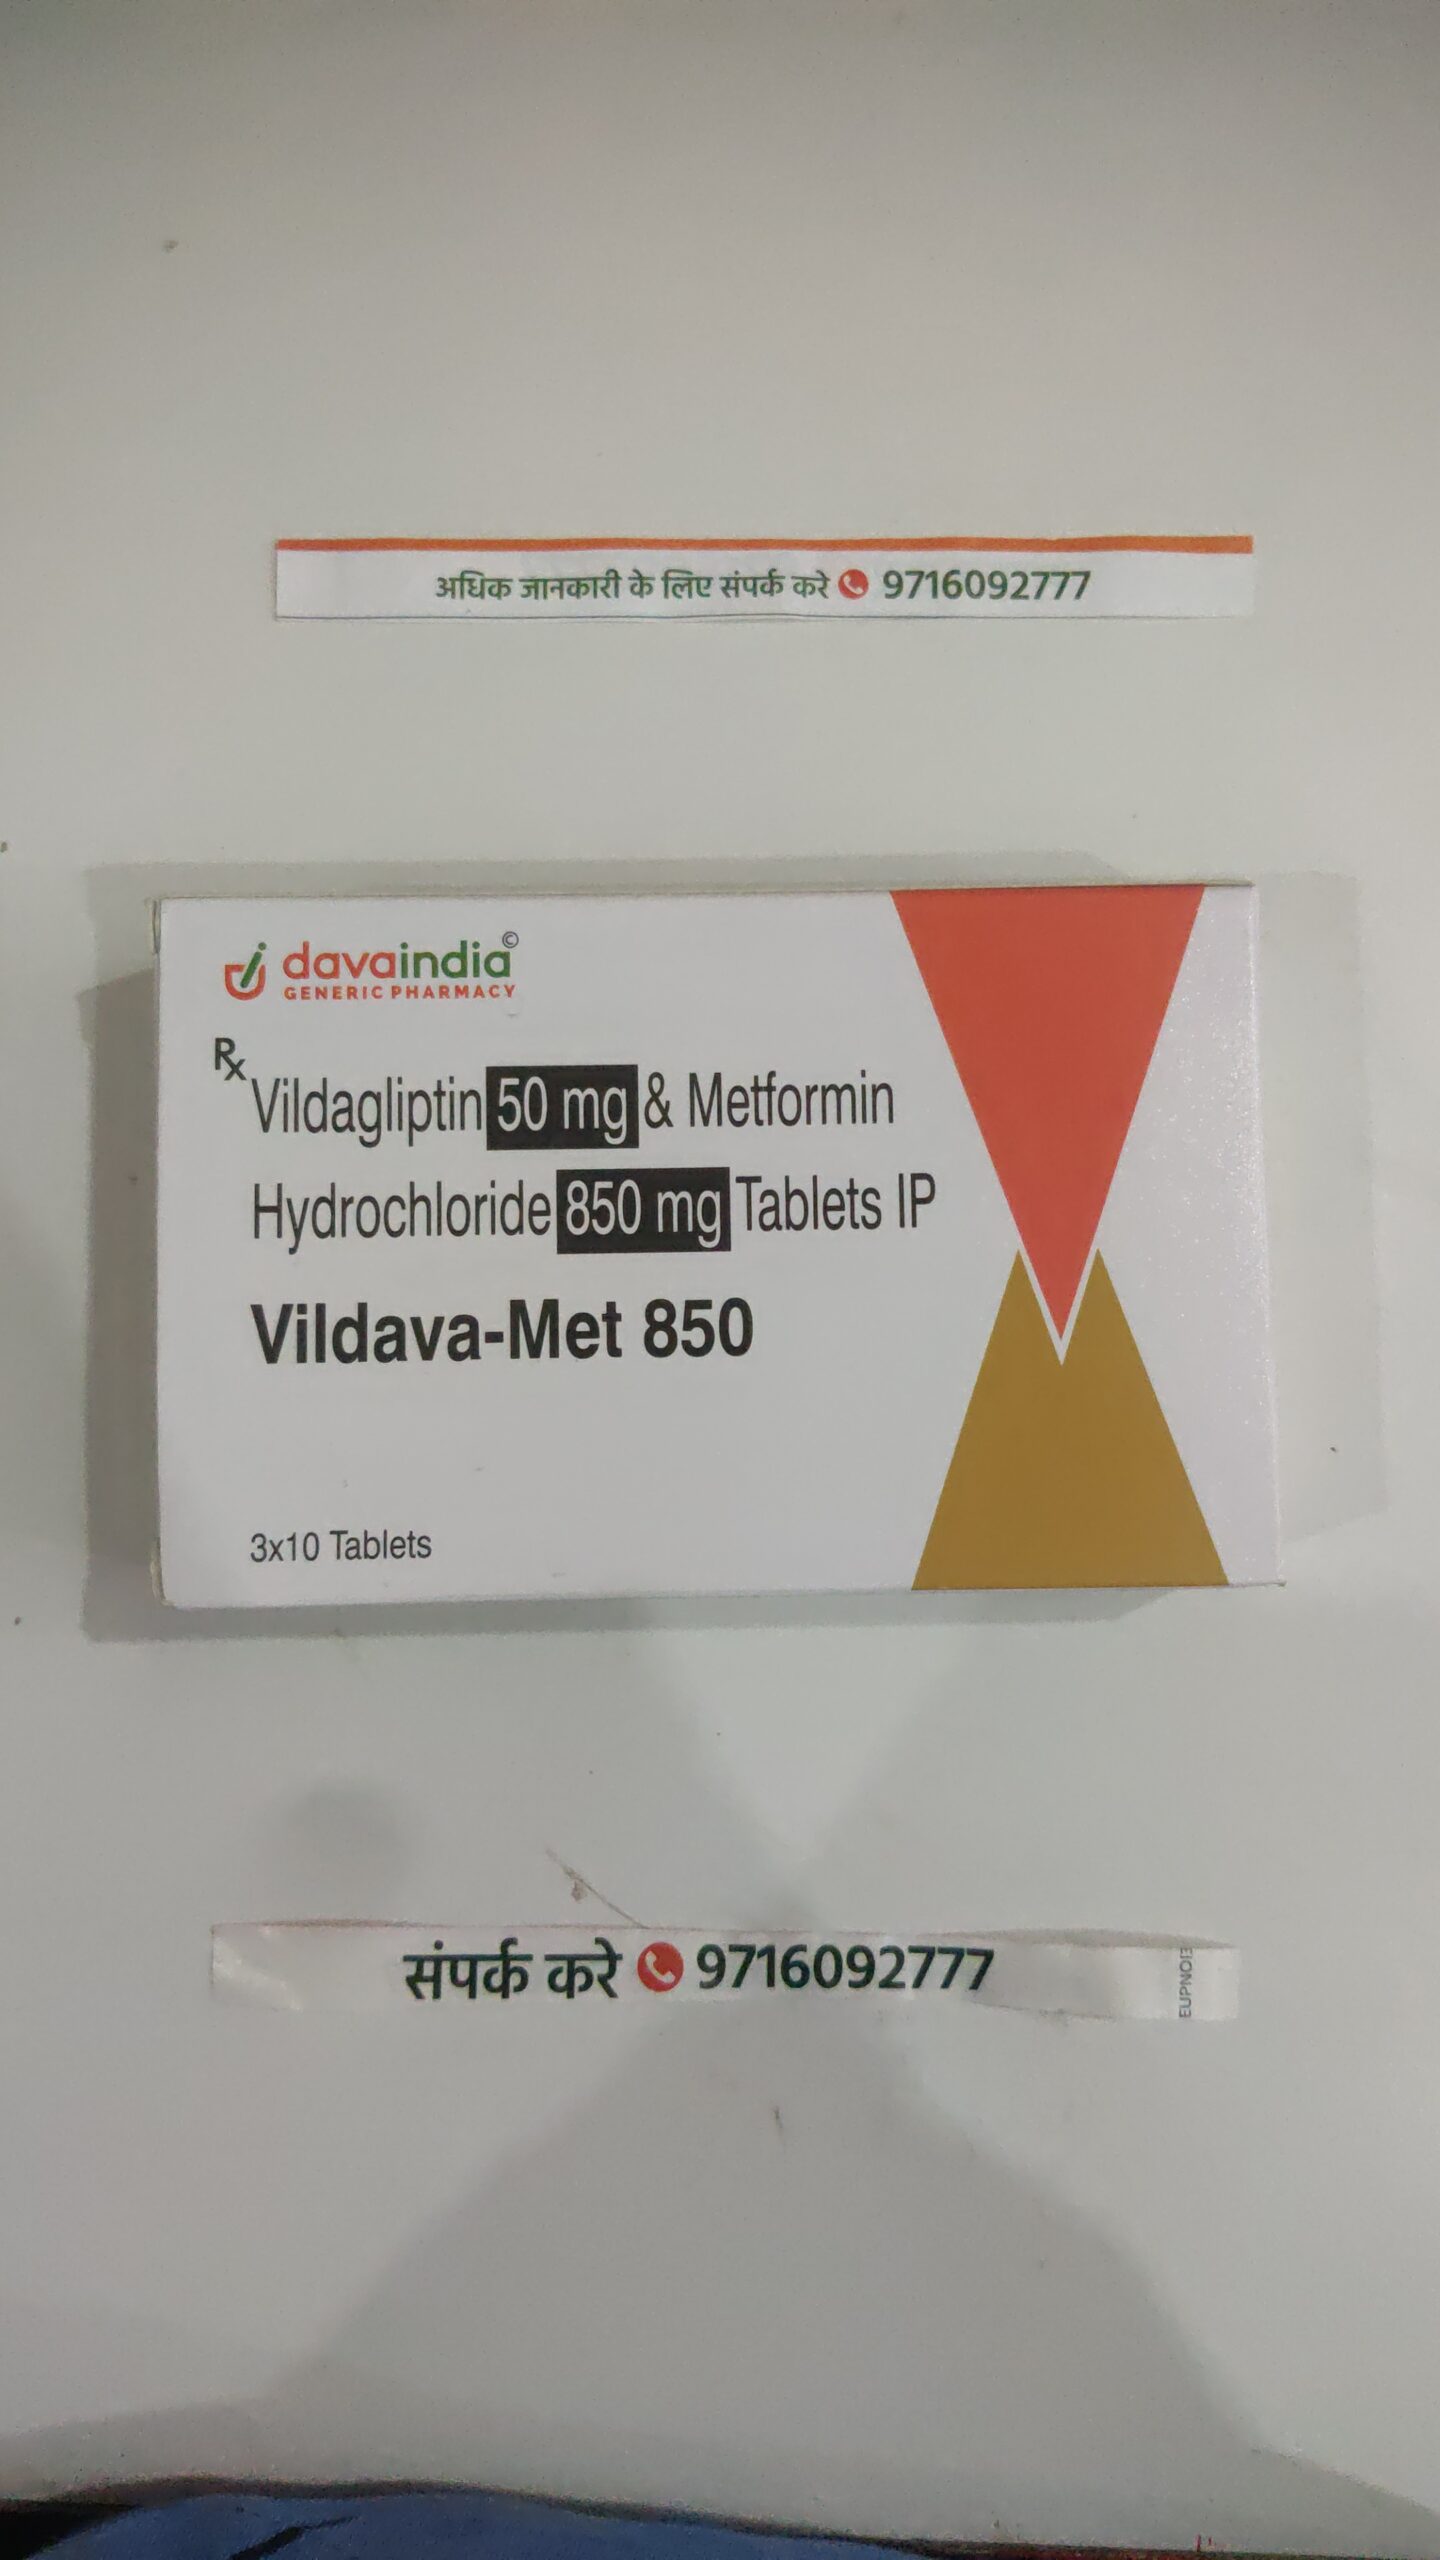 अधिक जानकारी के लिए संपर्क करे 9716092777
davaindia©
GENERIC PHARMACY
Rx
Vildagliptin 50 mg & Metformin
Hydrochloride 850 mg Tablets IP
Vildava-Met 850
3x10 Tablets
संपर्क करे 9716092777